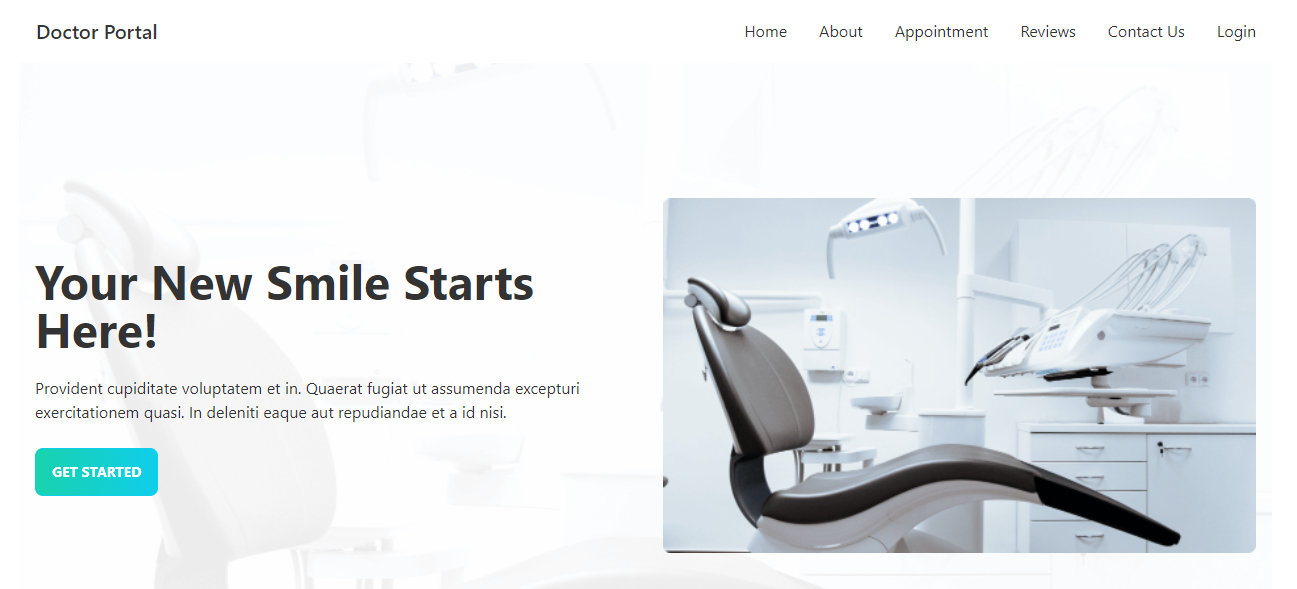 Doctor Portal
Home
About
Appointment
Reviews
Contact Us
Login
Your New Smile Starts
Here!
Provident cupiditate voluptatem et in. Quaerat fugiat ut assumenda excepturi
exercitationem quasi. In deleniti eaque aut repudiandae et a id nisi.
GET STARTED